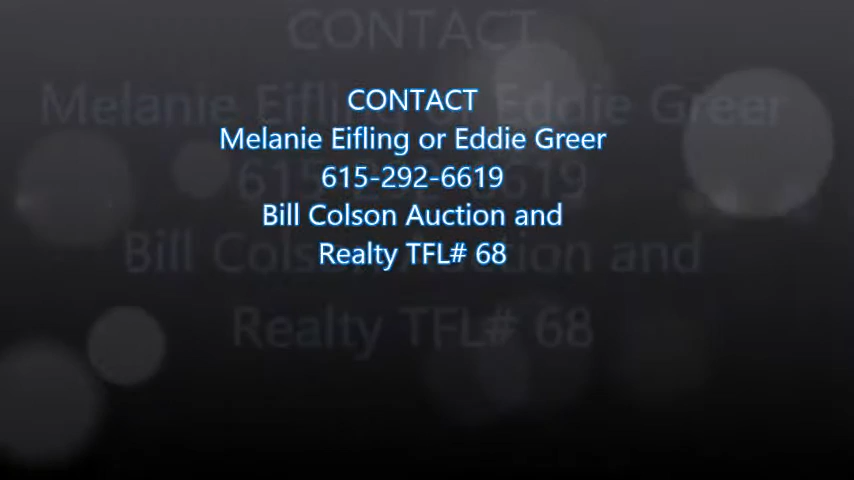 CONTACT
Melanie Eifling or Eddie Greer
615-292-6619
Bill Colson Auction and
Realty TFL# 68